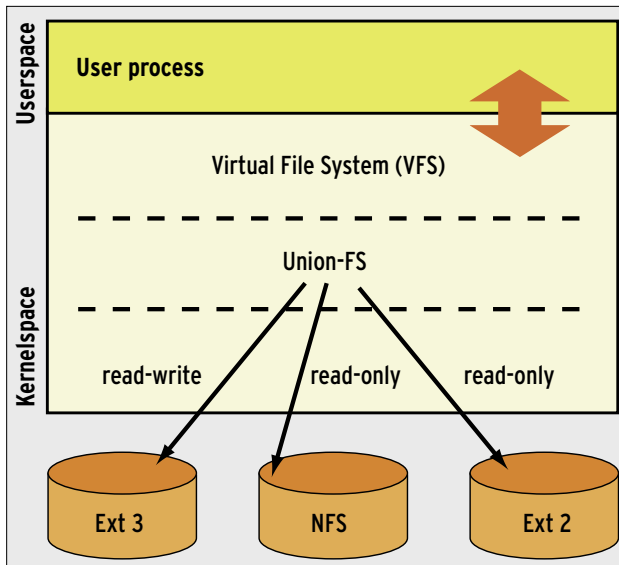 Userspace
User process
Kernelspace
Virtual File System (VFS)
Union-FS
read-write
read-only
read-only
Ext 3
NFS
Ext 2